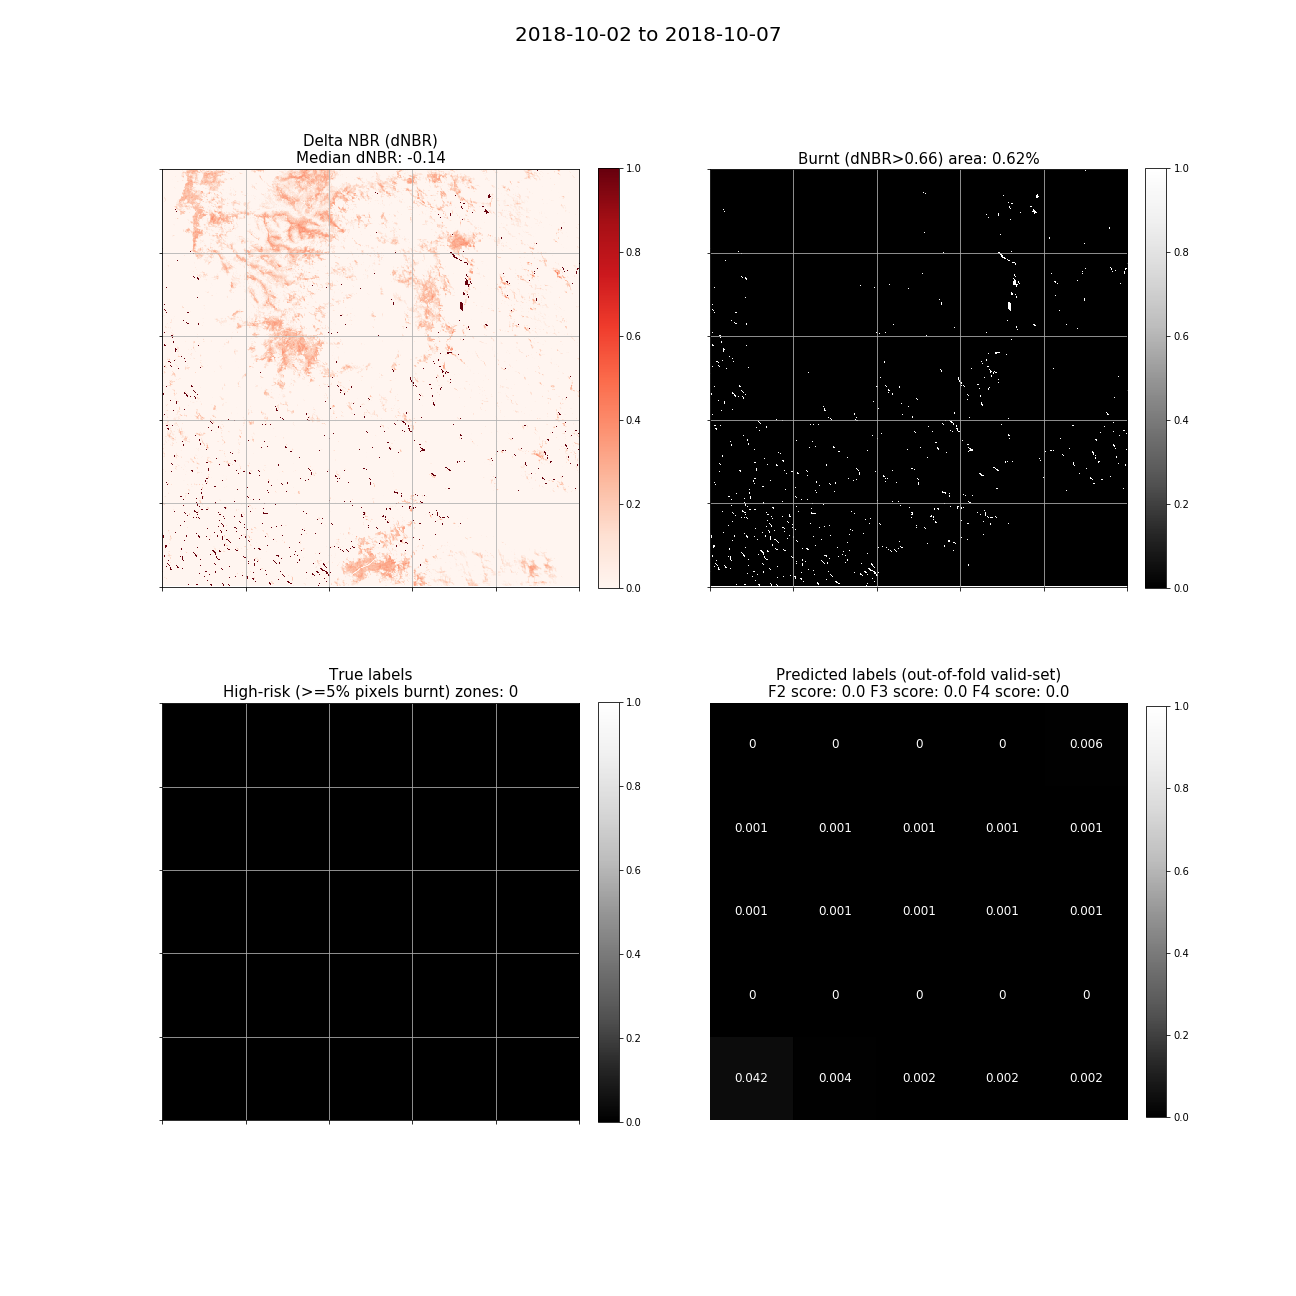 2018-10-02 to 2018-10-07
Delta NBR (dNBR)
Median dNBR: -0.14
1.0
0.8
0.6
0.4
0.2
0.0
Burnt (dNBR>0.66) area: 0.62%
1.0
0.8
0.6
0.4
0.2
0.0
True labels
High-risk (>=5% pixels burnt) zones: 0
1.0
0.8
0.6
0.4
0.2
0.0
Predicted labels (out-of-fold valid-set)
F2 score: 0.0 F3 score: 0.0 F4 score: 0.0
0 0 0 0 0.006
0.001 0.001 0.001 0.001 0.001
0.001 0.001 0.001 0.001 0.001
0 0 0 0 0
0.042 0.004 0.002 0.002 0.002
1.0
0.8
0.6
0.4
0.2
0.0